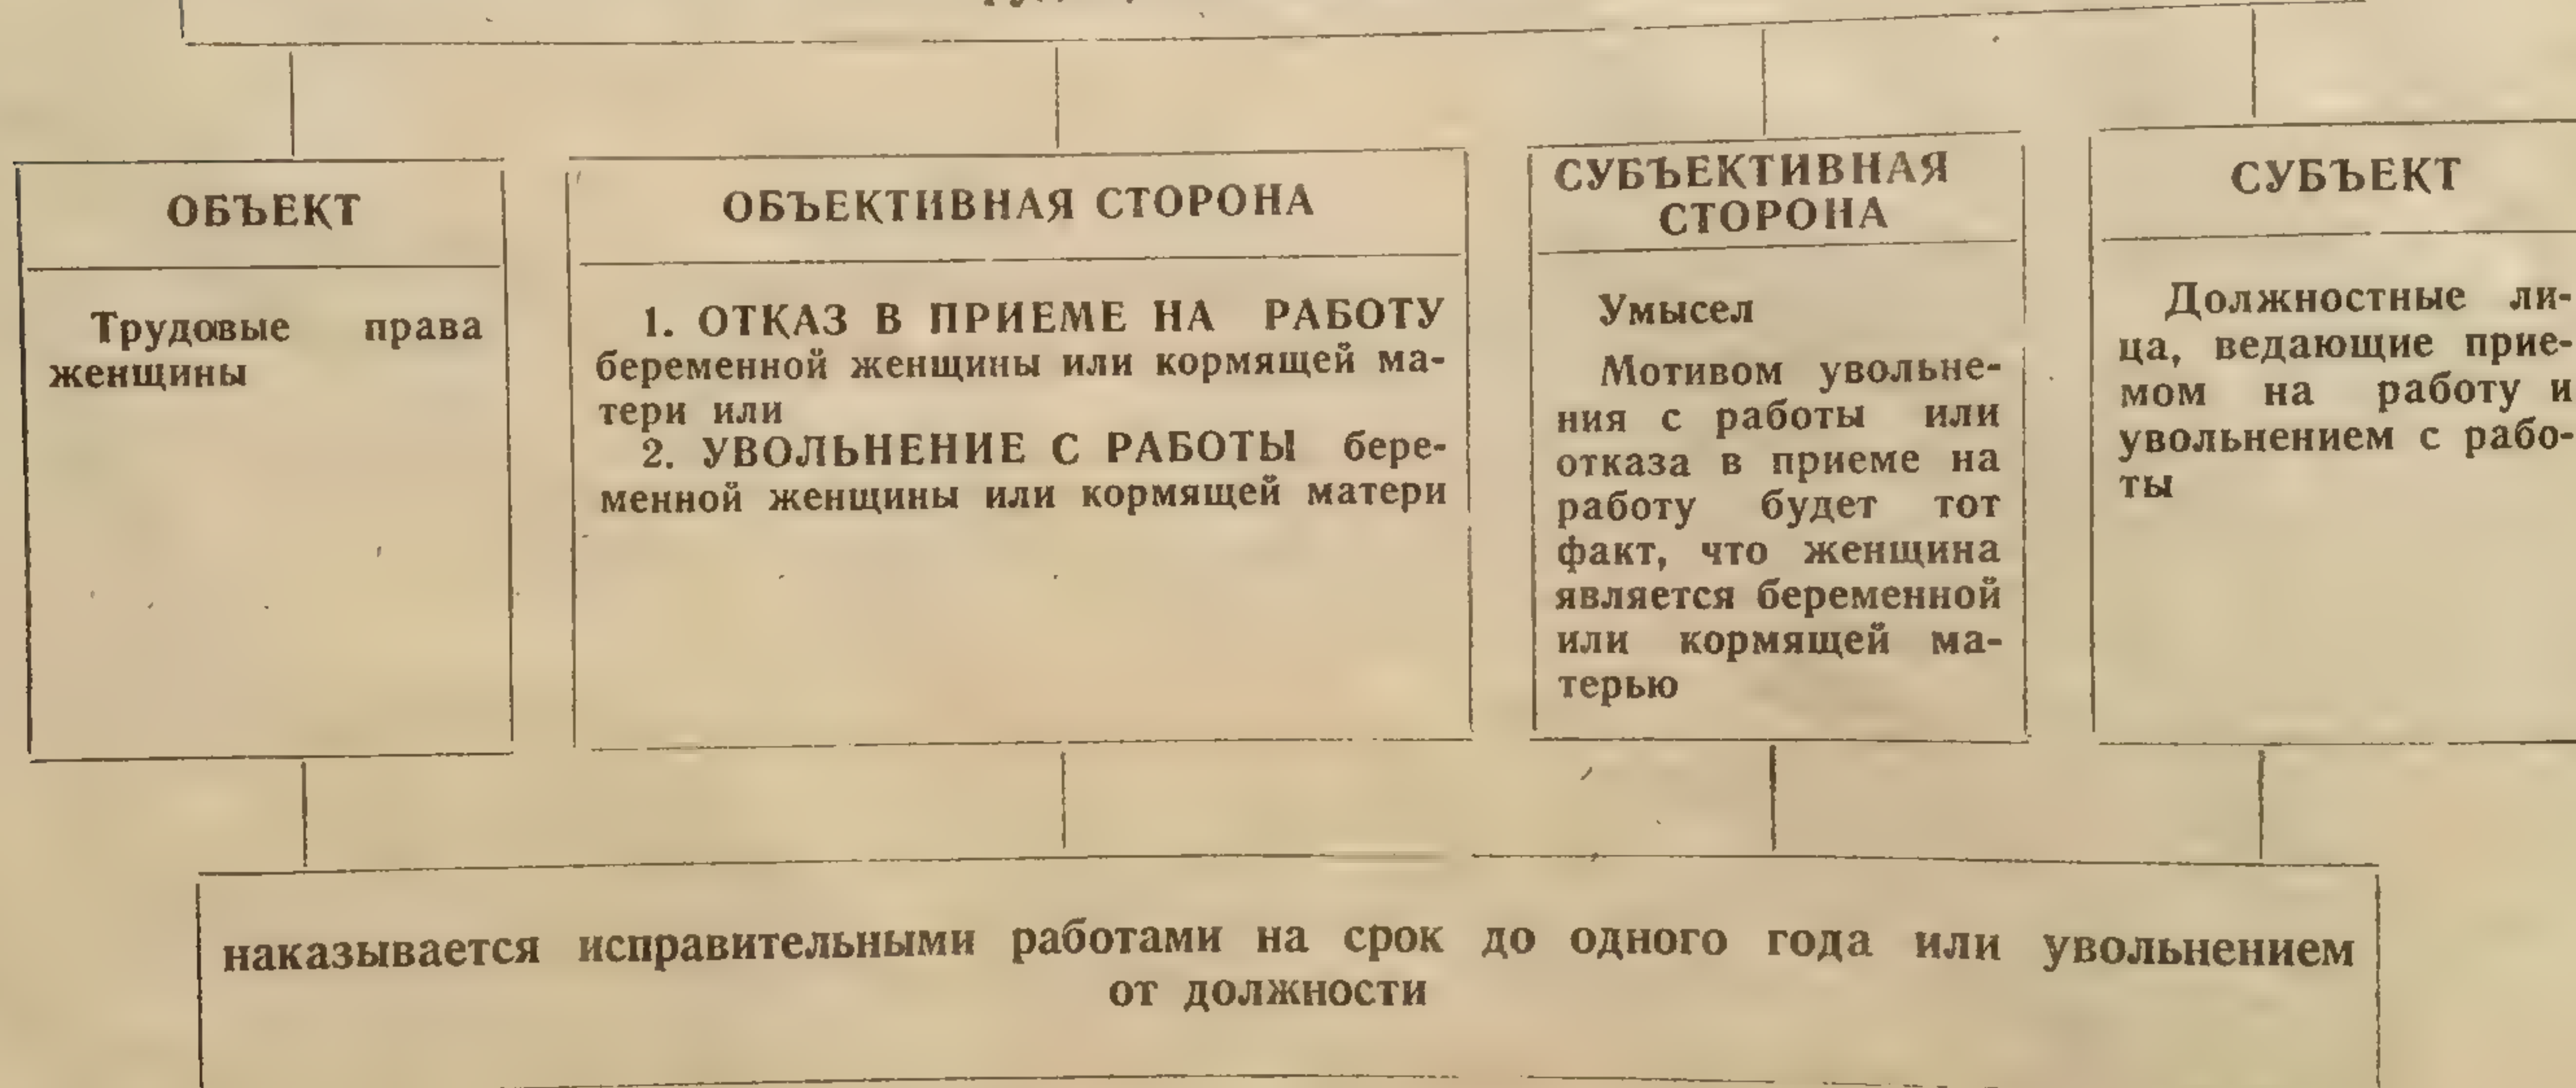 ОБЪЕКТ
Трудовые права
женщины
ОБЪЕКТИВНАЯ СТОРОНА
1. ОТКАЗ В ПРИЕМЕ НА РАБОТУ
беременной женщины или кормящей ма-
тери или
2. УВОЛЬНЕНИЕ С РАБОТЫ бере-
менной женщины или кормящей матери
СУБЪЕКТИВНАЯ
СТОРОНА
Умысел
Мотивом увольне-
ния с работы или
отказа в приеме на
работу будет тот
факт, что женщина
является беременной
или кормящей ма-
терью
СУБЪЕКТ
Должностные ли-
ца, ведающие прие-
мом на работу и
увольнением с рабо-
ты
наказывается исправительными работами на срок до одного года или увольнением
от должности